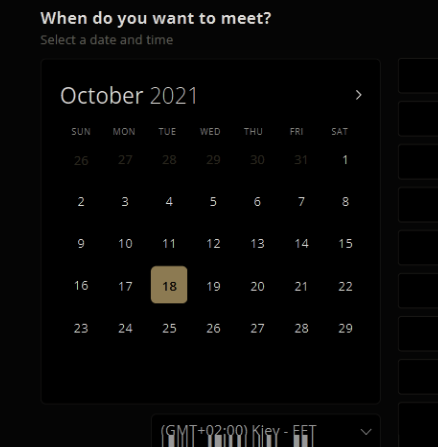 When do you want to meet?
Select a date and time
October 2021
SUN MON TUE WED THU FRI SAT
26 27 28 29 30 31 1
2 3 4 5 6 7 8
9 10 11 12 13 14 15
16 17 18 19 20 21 22
23 24 25 26 27 28 29
(GMT+02:00) Kiev - EET